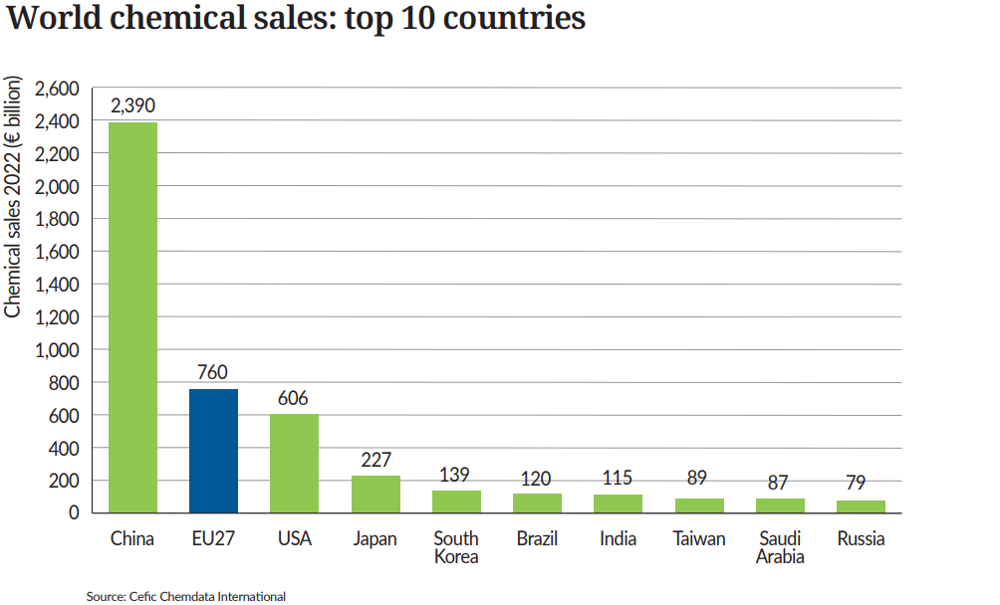 World chemical sales: top 10 countries
Chemical sales 2022 (€ billion)
2,600
2,400
2,200
2,000
1,800
1,600
1,400
1,200
1,000
800
600
400
200
0
2,390
760
606
227
139
120
115
89
87
79
China
EU27
USA
Japan
South
Korea
Brazil
India
Taiwan
Saudi
Arabia
Russia
Source: Cefic Chemdata International